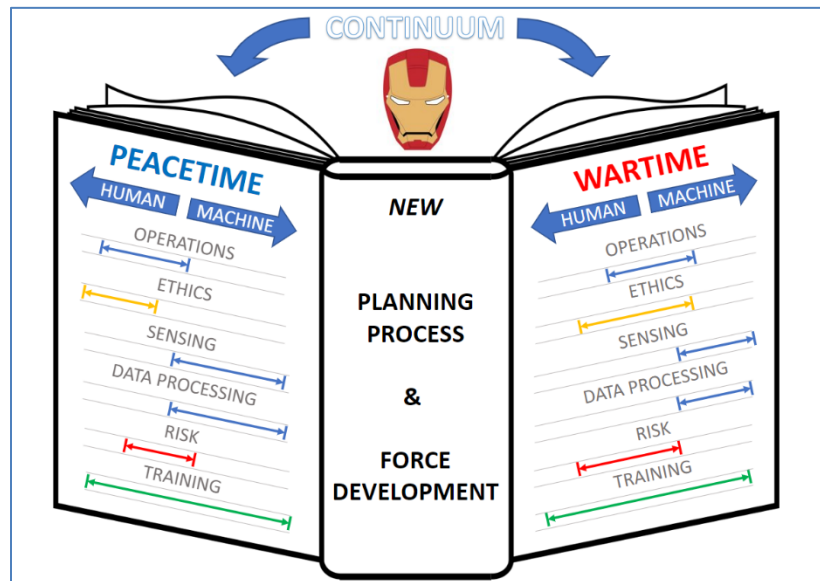 CONTINUUM
PEACETIME
HUMAN
MACHINE
OPERATIONS
ETHICS
SENSING
DATA PROCESSING
RISK
TRAINING
NEW
PLANNING
PROCESS
&
FORCE
DEVELOPMENT
WARTIME
HUMAN
MACHINE
OPERATIONS
ETHICS
SENSING
DATA PROCESSING
RISK
TRAINING